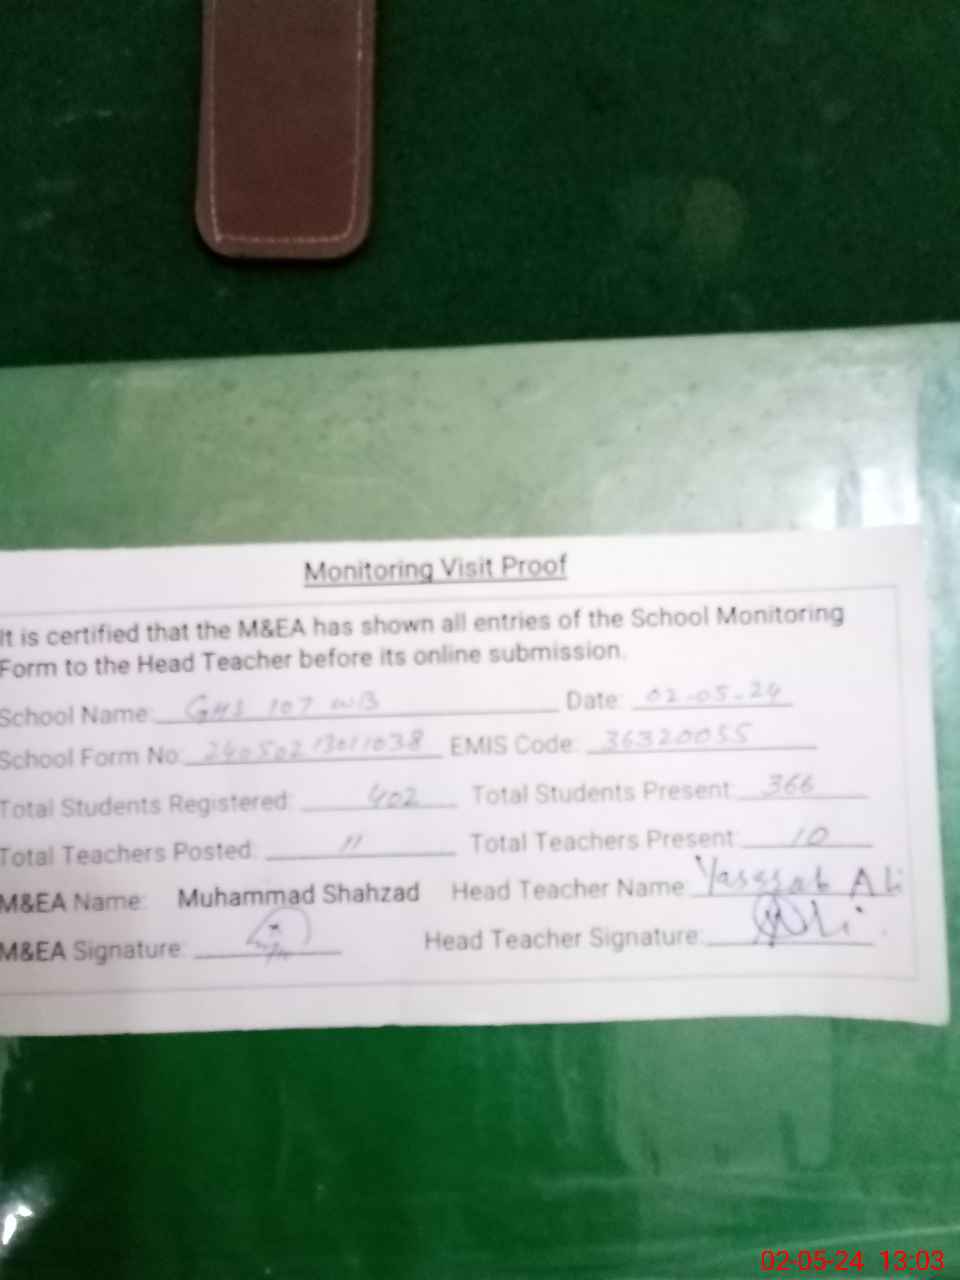 Monitoring Visit Proof
It is certified that the M&EA has shown all entries of the School Monitoring
Form to the Head Teacher before its online submission.
School Name: GHS 107 WB Date: 02-05-24
School Form No: 24050213011038 EMIS Code: 36320055
Total Students Registered: 402 Total Students Present: 366
Total Teachers Posted: 11 Total Teachers Present: 10
M&EA Name: Muhammad Shahzad Head Teacher Name: Ali
M&EA Signature: Head Teacher Signature:
02-05-24 13:03